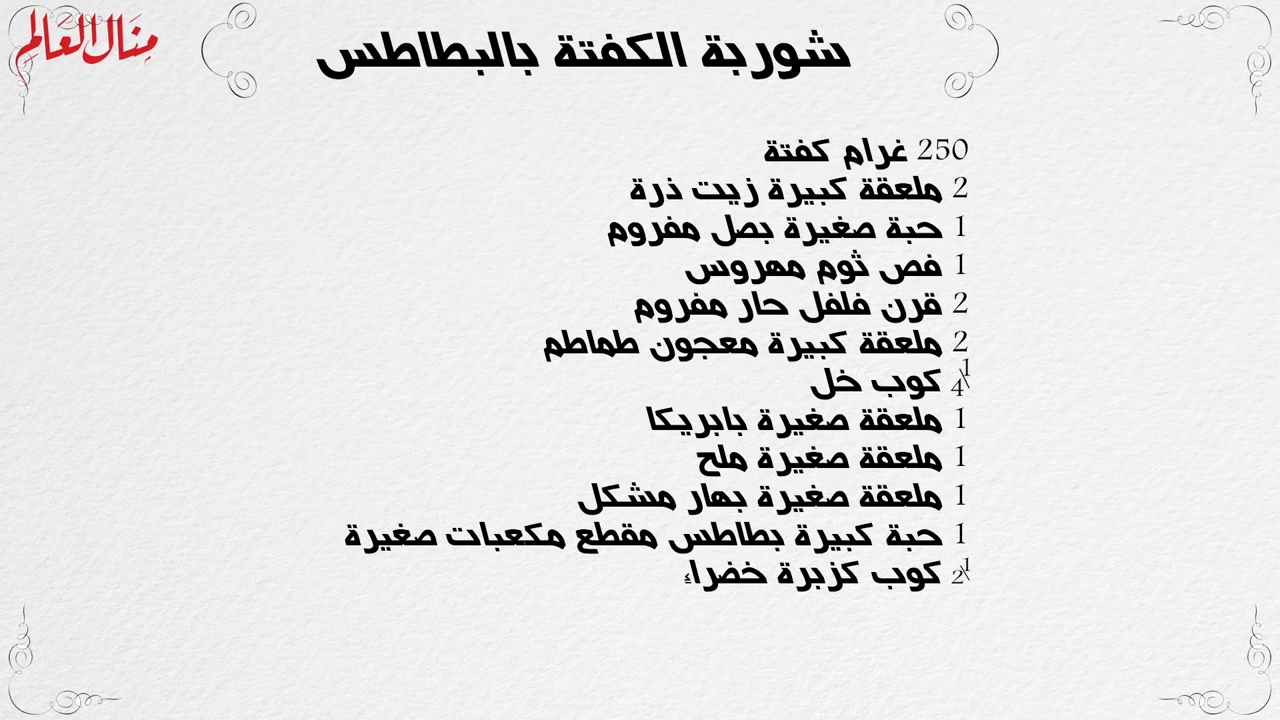 منال العالم
شوربة الكفتة بالبطاطس
250 غرام كفتة
2 ملعقة كبيرة زيت ذرة
1 حبة صغيرة بصل مفروم
1 فص ثوم مهروس
2 قرن فلفل حار مفروم
2 ملعقة كبيرة معجون طماطم
1\4 كوب خل
1 ملعقة صغيرة بابريكا
1 ملعقة صغيرة ملح
1 ملعقة صغيرة بهار مشكل
1 حبة كبيرة بطاطس مقطع مكعبات صغيرة
1\2 كوب كزبرة خضراء